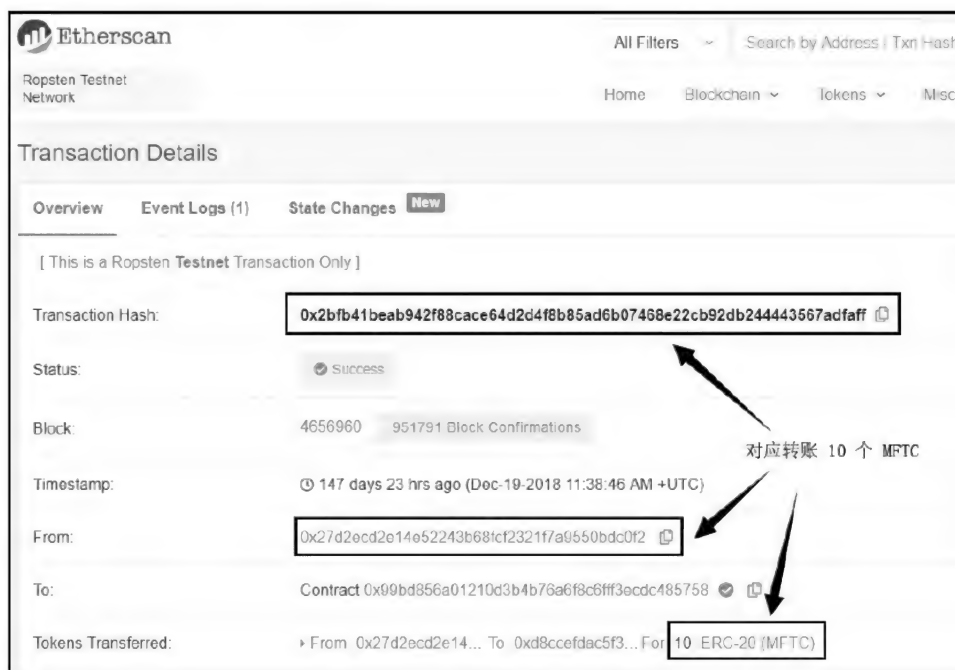 Etherscan
All Filters
Search by Address | Txn Hash
Ropsten Testnet
Network
Home Blockchain Tokens Misc
Transaction Details
Overview Event Logs (1) State Changes New
[ This is a Ropsten Testnet Transaction Only ]
Transaction Hash: 0x2bfb41beab942f88cace64d2d4f8b85ad6b07468e22cb92db244443567adfaff
Status: Success
Block: 4656960 951791 Block Confirmations
对应转账 10 个 MFTC
Timestamp: 147 days 23 hrs ago (Dec-19-2018 11:38:46 AM +UTC)
From: 0x27d2ecd2e14e52243b68fcf2321f7a9550bdc0f2
To: Contract 0x99bd856a01210d3b4b76a6f8c6fff3ecdc485758
Tokens Transferred: From 0x27d2ecd2e14... To 0xd8ccefdac5f3... For 10 ERC-20 (MFTC)